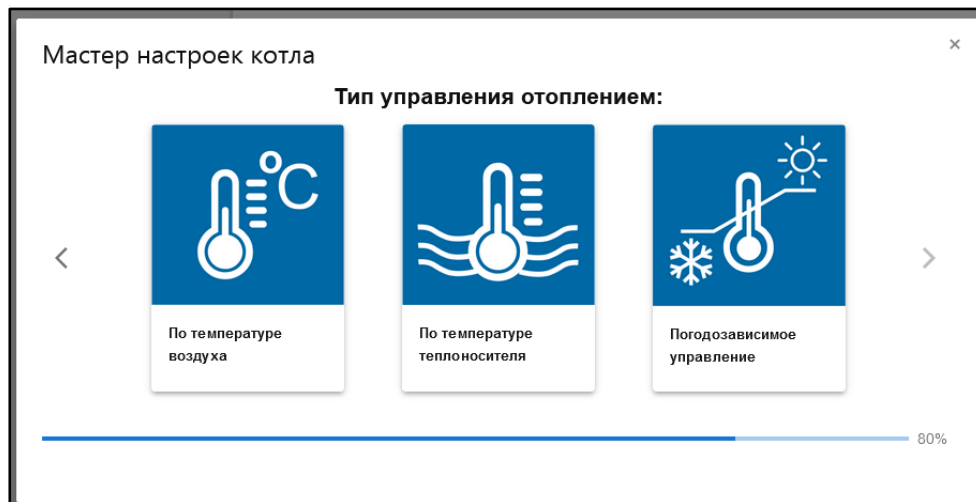 Мастер настроек котла
×
Тип управления отоплением:
°C
По температуре
воздуха
По температуре
теплоносителя
Погодозависимое
управление
80%